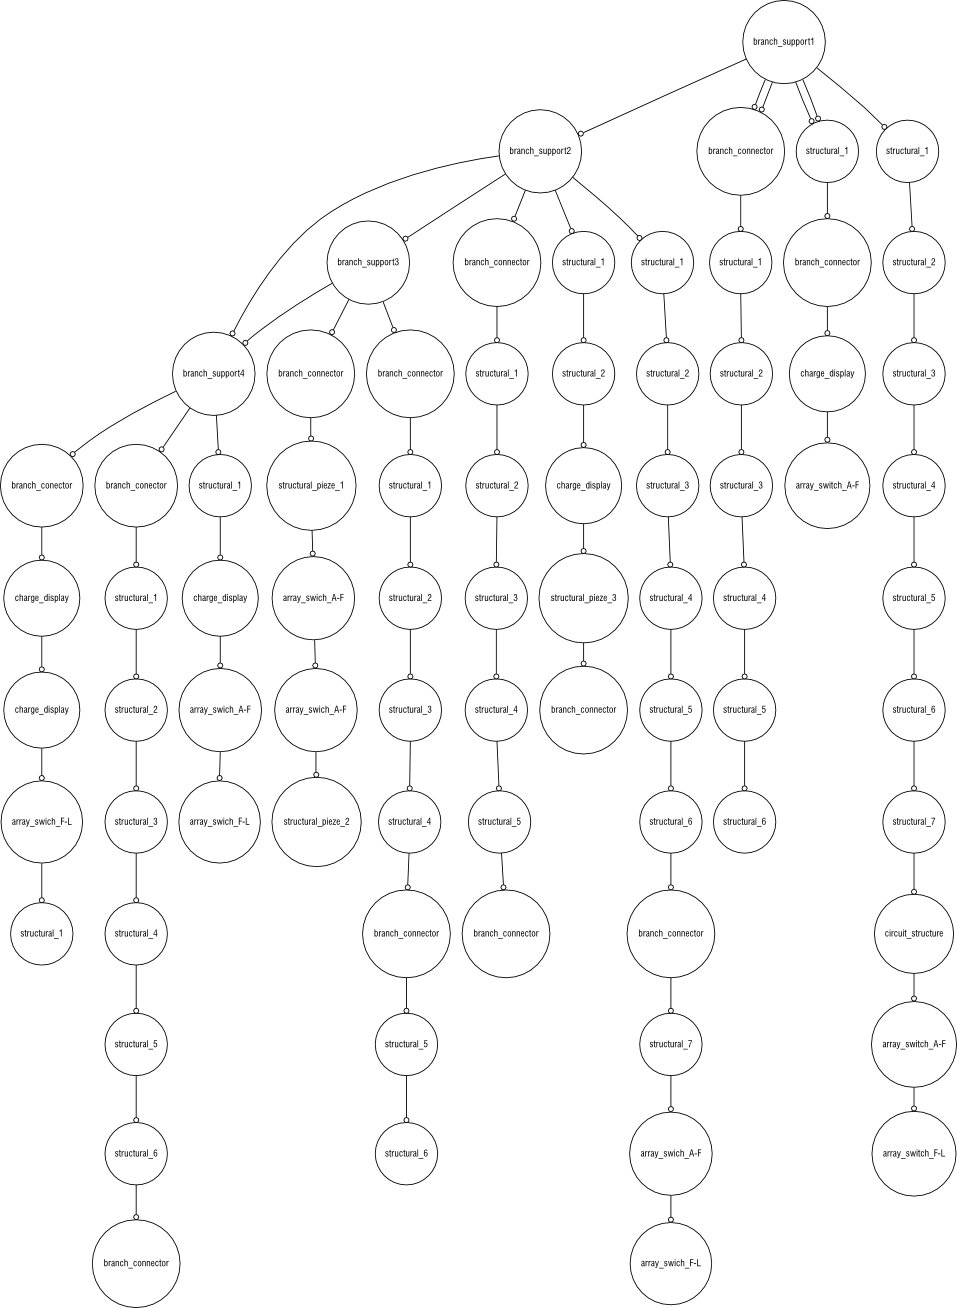 branch_support1
branch_support2
branch_connector
structural_1
structural_1
branch_support3
branch_connector
structural_1
structural_1
structural_1
branch_connector
structural_2
branch_support4
branch_connector
branch_connector
structural_1
structural_2
structural_2
structural_2
charge_display
structural_3
branch_conector
branch_conector
structural_1
structural_pieze_1
structural_1
structural_2
charge_display
structural_3
structural_3
array_switch_A-F
structural_4
charge_display
structural_1
charge_display
array_swich_A-F
structural_2
structural_3
structural_pieze_3
structural_4
structural_4
structural_5
charge_display
structural_2
array_swich_A-F
array_swich_A-F
structural_3
structural_4
branch_connector
structural_5
structural_5
structural_6
array_swich_F-L
structural_3
array_swich_F-L
structural_pieze_2
structural_4
structural_5
structural_6
structural_6
structural_7
structural_1
structural_4
branch_connector
branch_connector
branch_connector
circuit_structure
structural_5
structural_5
structural_7
array_switch_A-F
structural_6
structural_6
array_swich_A-F
array_switch_F-L
branch_connector
array_swich_F-L